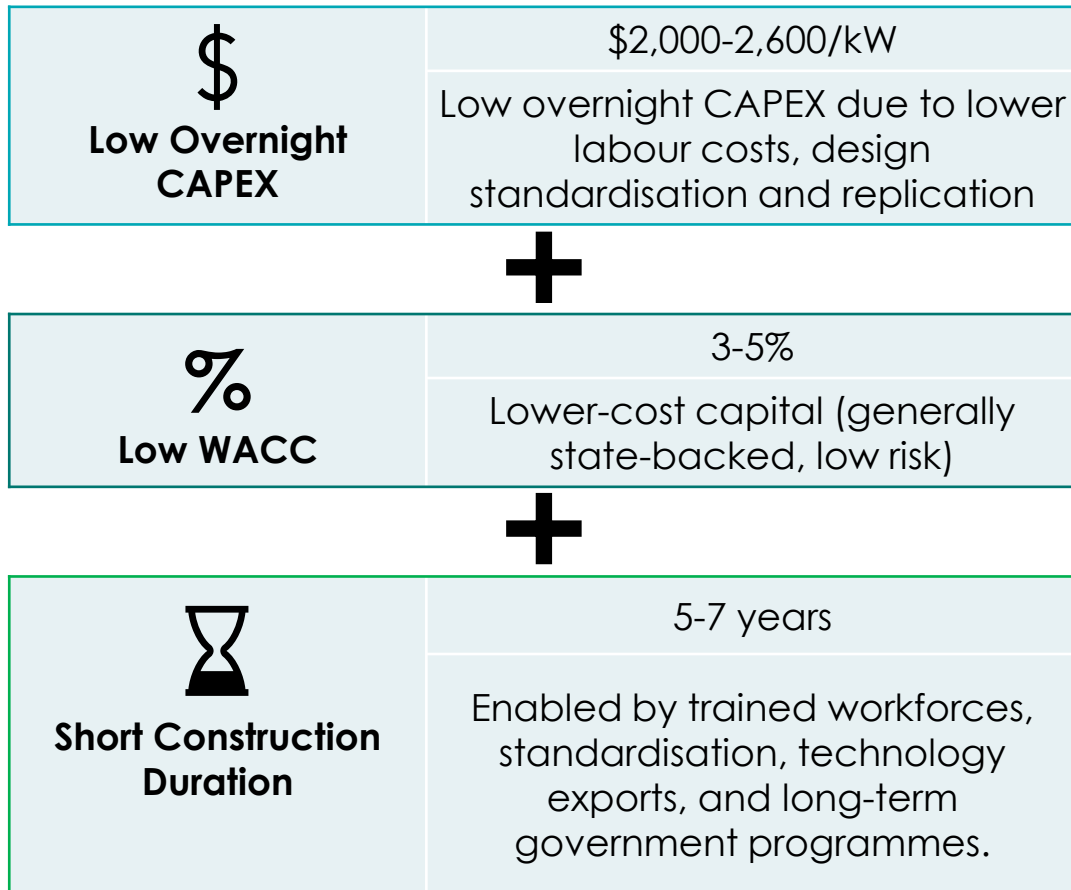 $
Low Overnight
CAPEX
$2,000-2,600/kW
Low overnight CAPEX due to lower
labour costs, design
standardisation and replication
+
%
Low WACC
3-5%
Lower-cost capital (generally
state-backed, low risk)
+
Short Construction
Duration
5-7 years
Enabled by trained workforces,
standardisation, technology
exports, and long-term
government programmes.